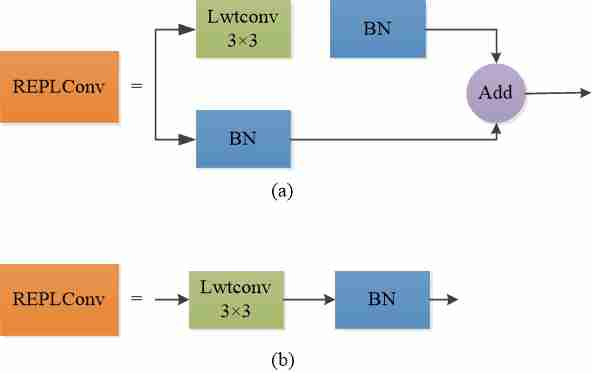 REPLConv
=
Lwtconv
3×3
BN
BN
Add
(a)
REPLConv
=
Lwtconv
3×3
BN
(b)